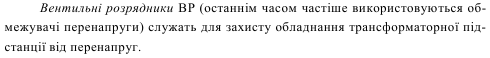 Вентильні розрядники ВР (останнім часом частіше використовуються об-
межувачі перенапруги) служать для захисту обладнання трансформаторної під-
станції від перенапруг.